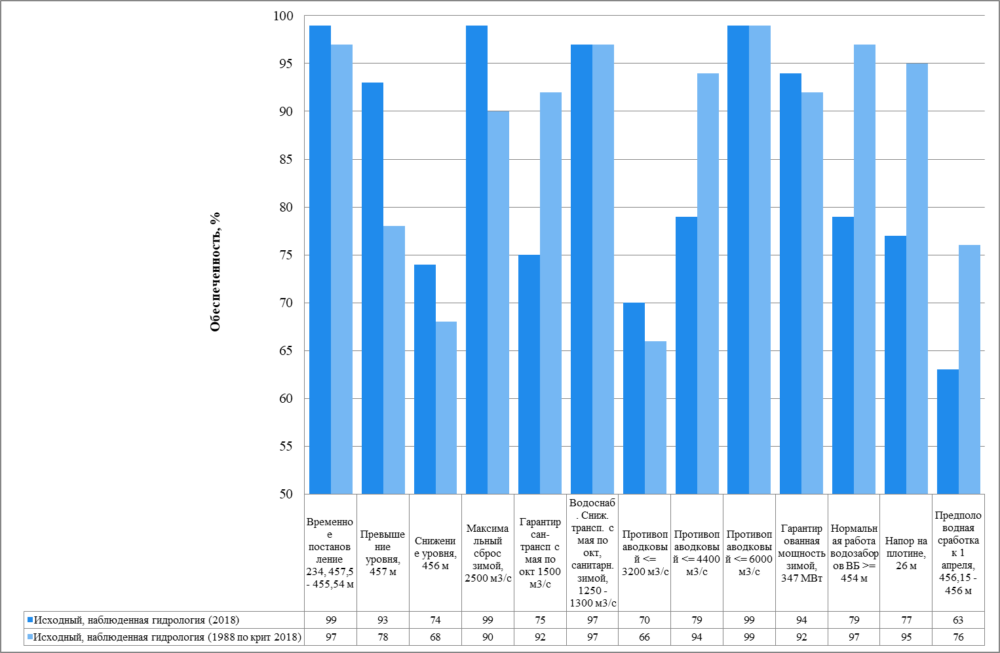 100
95
90
85
80
75
70
65
60
55
50
Обеспеченность, %
Временно
е
постанов
ление
234, 457,5
- 455,54 м
Превыше
ние
уровня,
457 м
Снижени
е уровня,
456 м
Максима
льный
сброс
зимой,
2500 м3/с
Гарантир
сан-
трансп с
мая по
окт 1500
м3/с
Водоснаб
. Сниж.
трансп. с
мая по
окт,
санитарн.
зимой,
1250 -
1300 м3/с
Противоп
аводковы
й <=
3200 м3/с
Противоп
аводковы
й <= 4400
м3/с
Противоп
аводковы
й <= 6000
м3/с
Гарантир
ованная
мощность
зимой,
347 МВт
Нормальн
ая работа
водозабор
ов ВБ >=
454 м
Напор на
плотине,
26 м
Предполо
водная
сработка
к 1
апреля,
456,15 -
456 м
Исходный, наблюденная гидрология (2018) 99 93 74 99 75 97 70 79 99 94 79 77 63
Исходный, наблюденная гидрология (1988 по крит 2018) 97 78 68 90 92 97 66 94 99 92 97 95 76